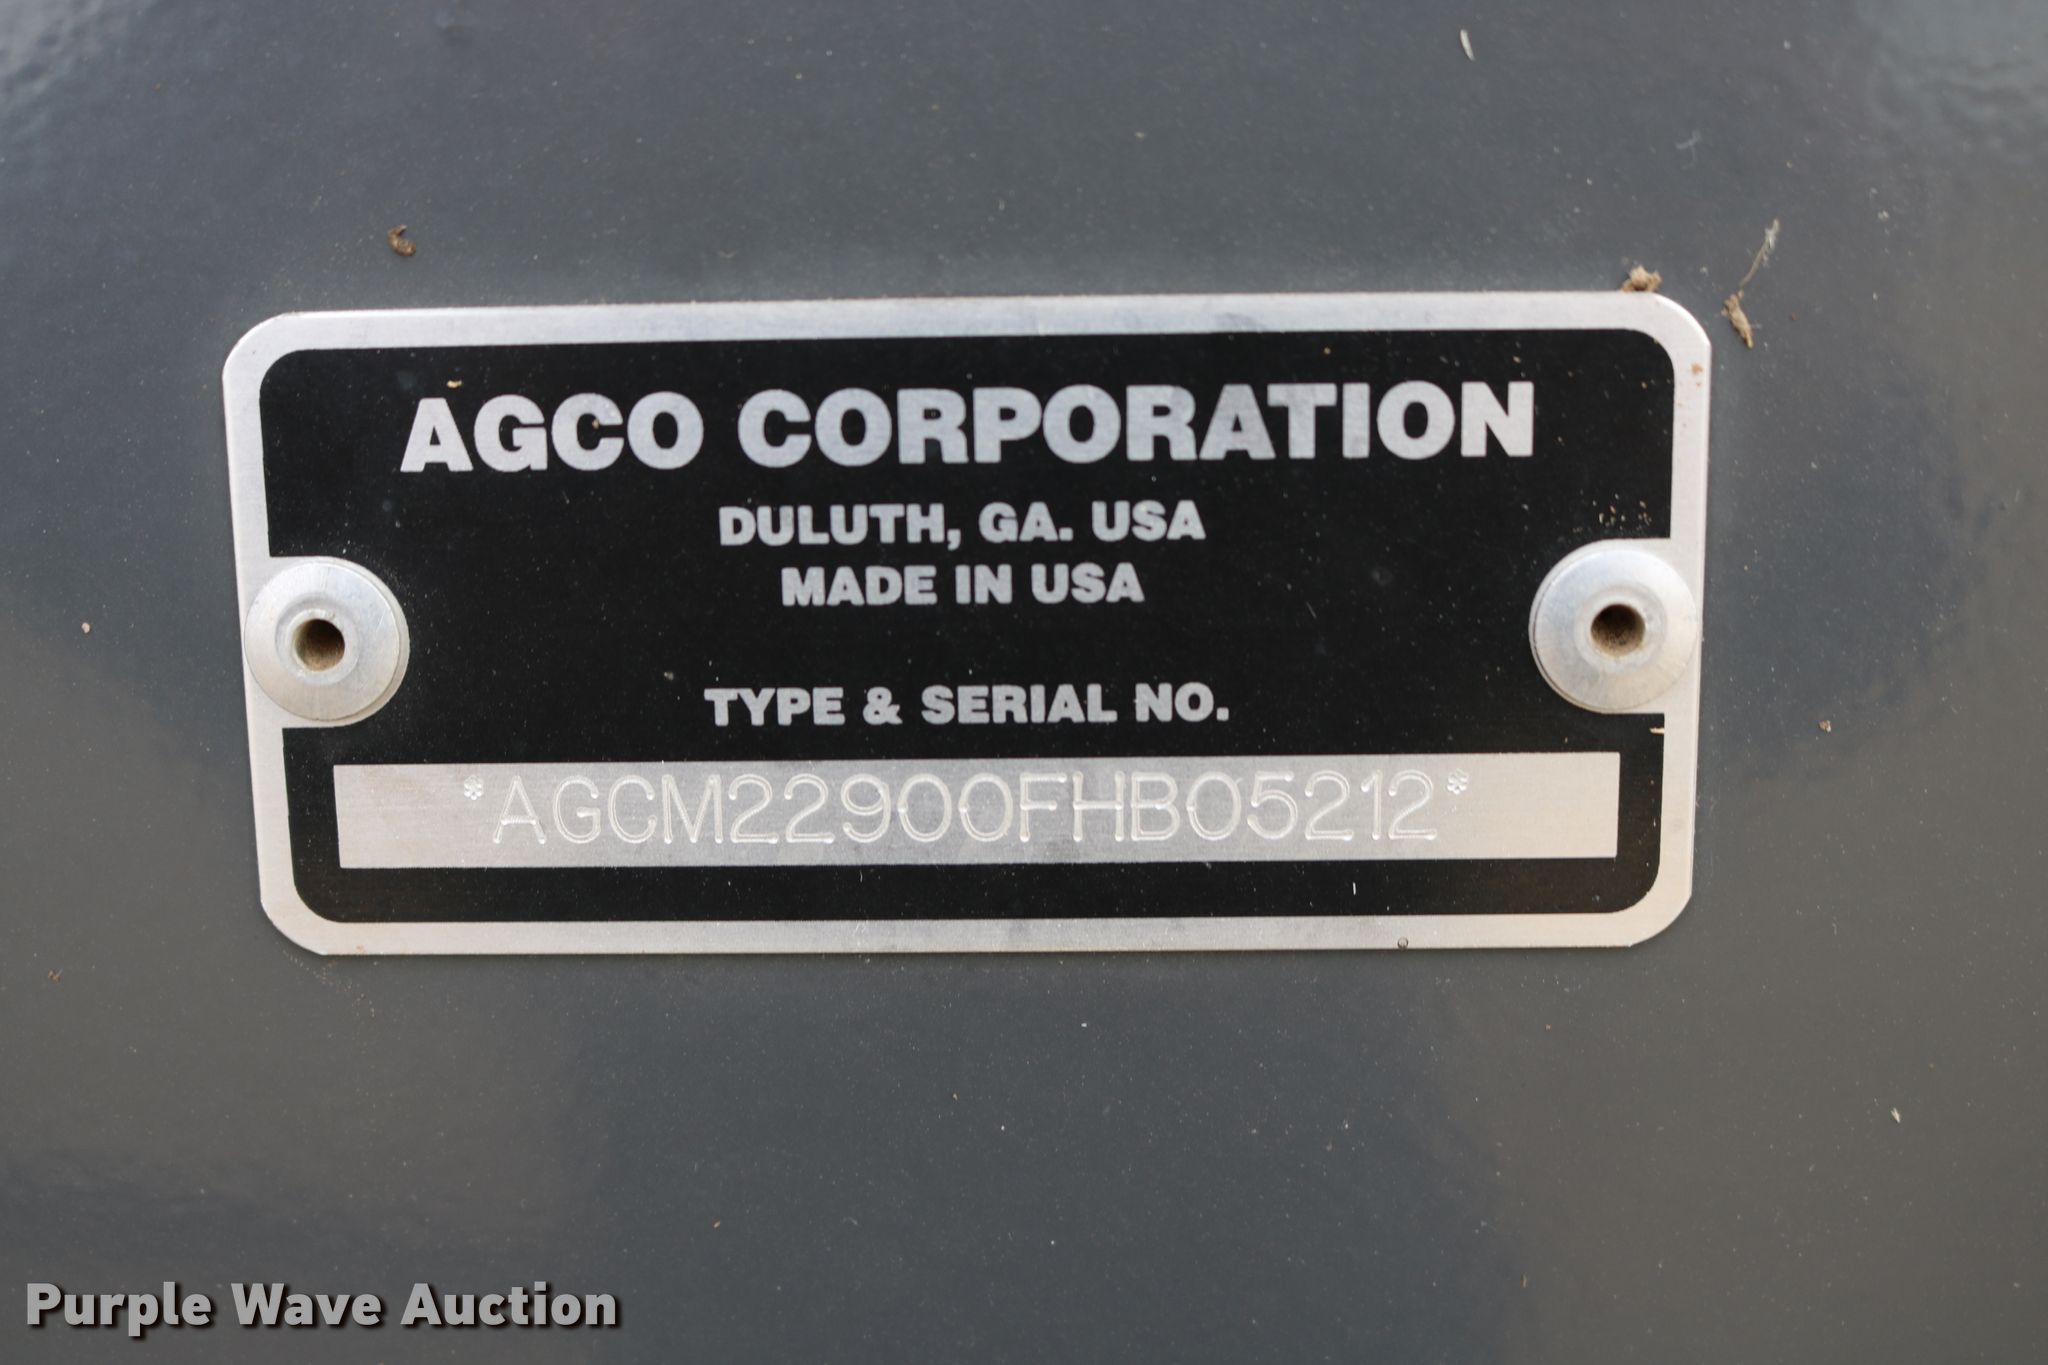 AGCO CORPORATION
DULUTH, GA. USA
MADE IN USA
TYPE & SERIAL NO.
*AGCM22900FHB05212*
Purple Wave Auction